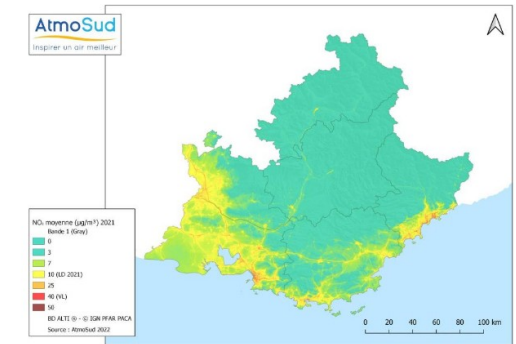 AtmoSud
Inspirer un air meilleur
NO₂ moyenne (µg/m³) 2021
Bande 1 (Gray)
0
3
7
10 (LD 2021)
25
40 (VL)
50
BD ALTI ® - © IGN PFAR PACA
Source : AtmoSud 2022
0 20 40 60 80 100 km